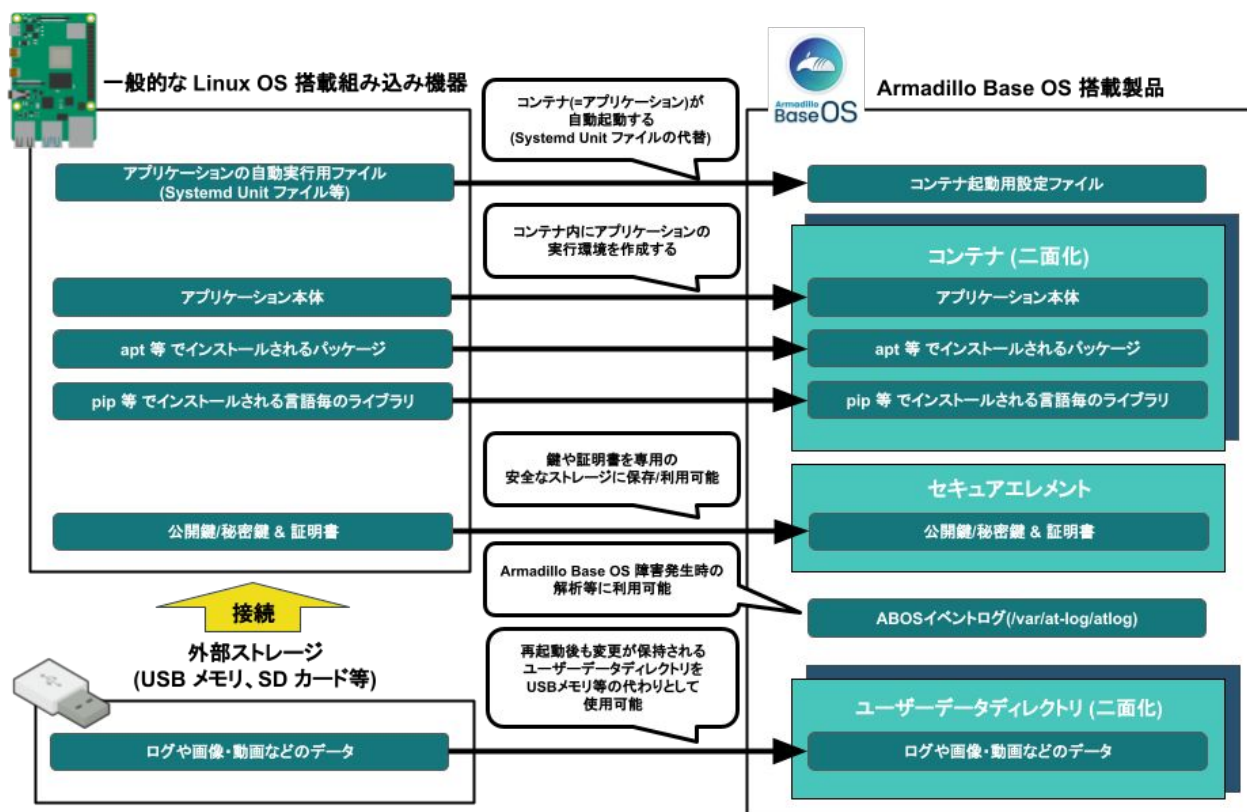 一般的な Linux OS 搭載組み込み機器
Armadillo
Base OS
Armadillo Base OS 搭載製品
コンテナ(=アプリケーション)が
自動起動する
(Systemd Unit ファイルの代替)
アプリケーションの自動実行用ファイル
(Systemd Unit ファイル等)
コンテナ起動用設定ファイル
コンテナ内にアプリケーションの
実行環境を作成する
コンテナ (二面化)
アプリケーション本体
アプリケーション本体
apt 等 でインストールされるパッケージ
apt 等 でインストールされるパッケージ
pip 等 でインストールされる言語毎のライブラリ
pip 等 でインストールされる言語毎のライブラリ
鍵や証明書を専用の
安全なストレージに保存/利用可能
セキュアエレメント
公開鍵/秘密鍵 & 証明書
公開鍵/秘密鍵 & 証明書
Armadillo Base OS 障害発生時の
解析等に利用可能
ABOSイベントログ(/var/at-log/atlog)
接続
外部ストレージ
(USB メモリ、SD カード等)
再起動後も変更が保持される
ユーザーデータディレクトリを
USBメモリ等の代わりとして
使用可能
ユーザーデータディレクトリ (二面化)
ログや画像・動画などのデータ
ログや画像・動画などのデータ